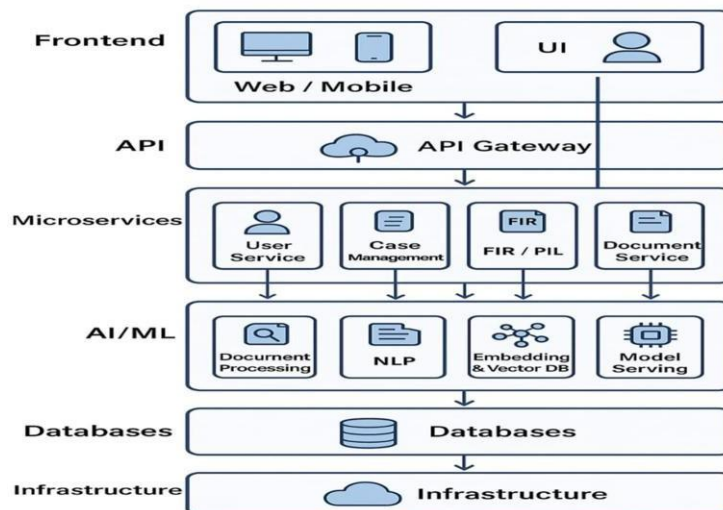 Frontend
UI
Web / Mobile
API
API Gateway
Microservices
User
Service
Case
Management
FIR
FIR / PIL
Document
Service
AI/ML
Document
Processing
NLP
Embedding
& Vector DB
Model
Serving
Databases
Databases
Infrastructure
Infrastructure